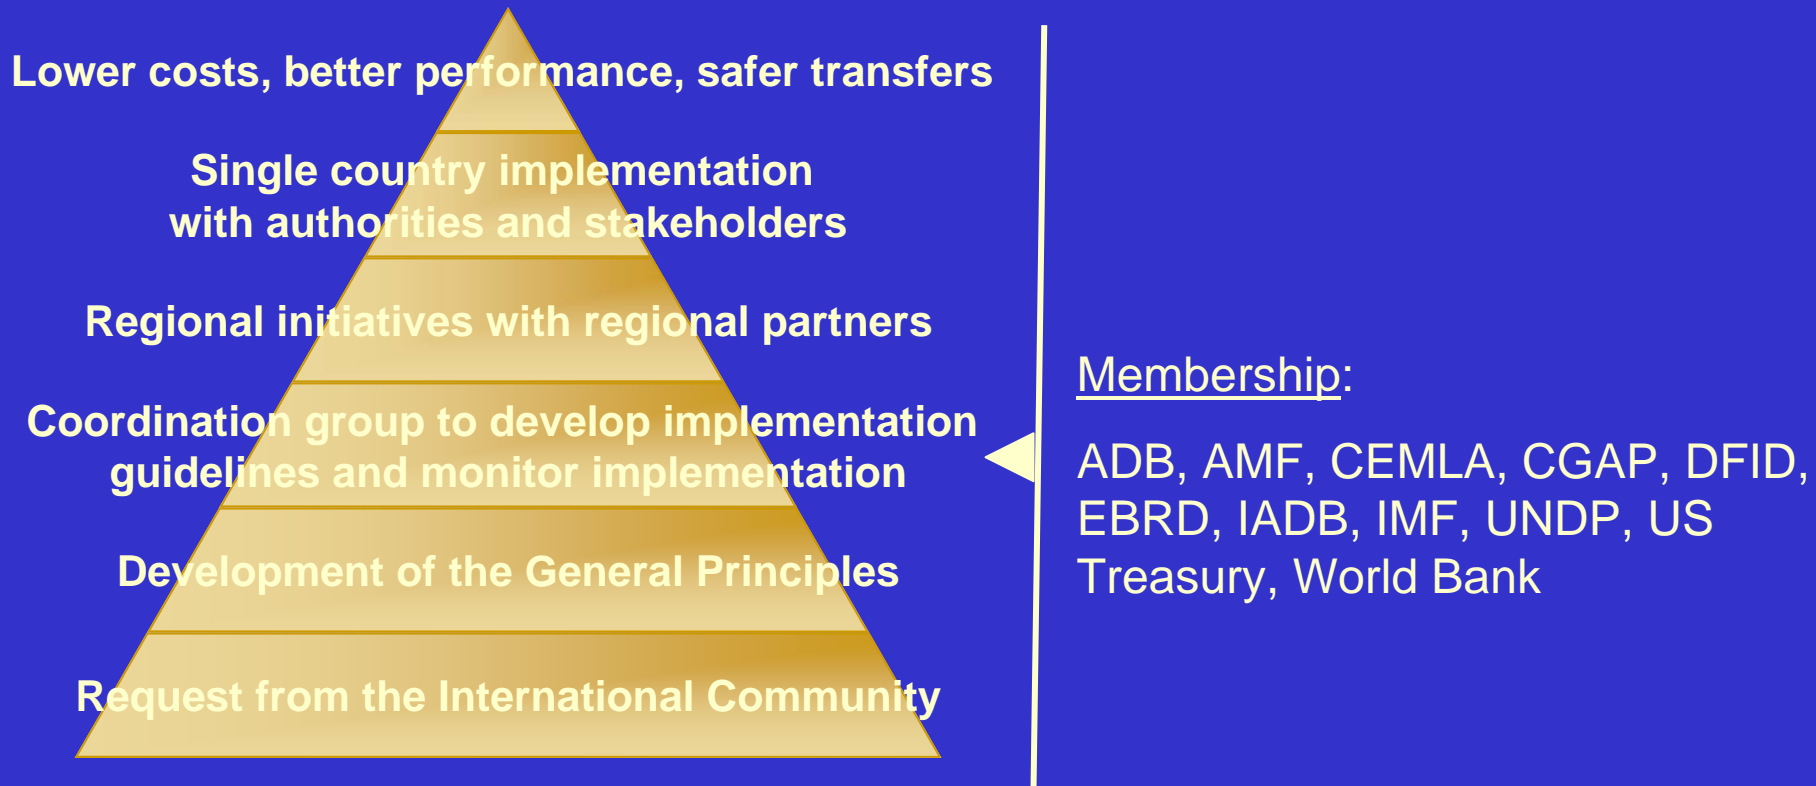 Lower costs, better performance, safer transfers
Single country implementation
with authorities and stakeholders
Regional initiatives with regional partners
Coordination group to develop implementation
guidelines and monitor implementation
Development of the General Principles
Request from the International Community
Membership:
ADB, AMF, CEMLA, CGAP, DFID,
EBRD, IADB, IMF, UNDP, US
Treasury, World Bank